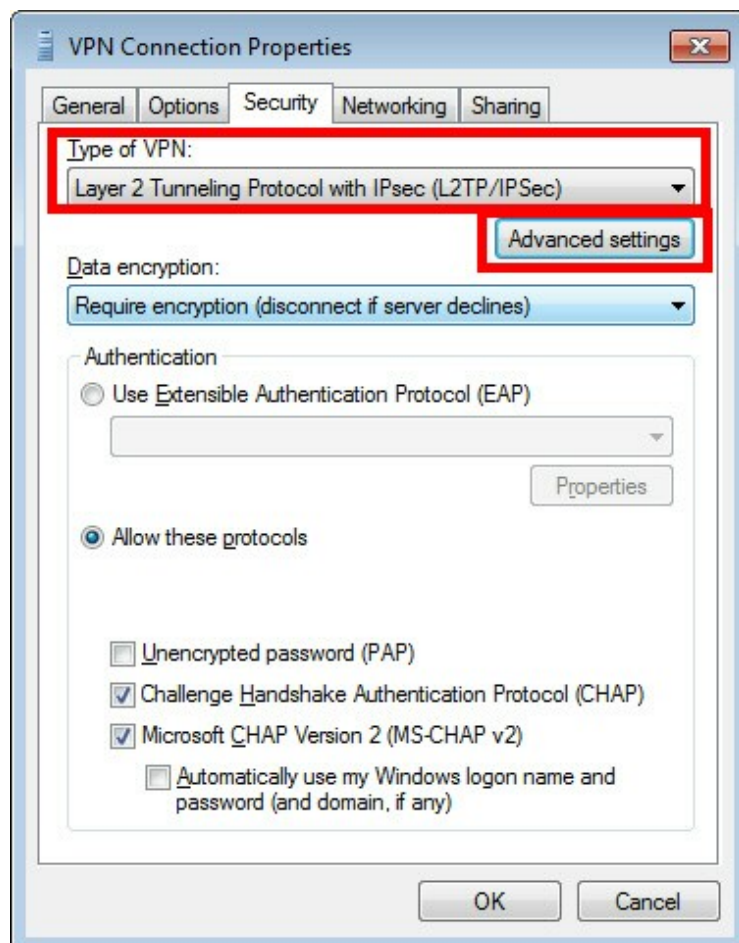 VPN Connection Properties
General Options Security Networking Sharing
Type of VPN:
Layer 2 Tunneling Protocol with IPsec (L2TP/IPSec)
Advanced settings
Data encryption:
Require encryption (disconnect if server declines)
Authentication
Use Extensible Authentication Protocol (EAP)
Properties
Allow these protocols
Unencrypted password (PAP)
Challenge Handshake Authentication Protocol (CHAP)
Microsoft CHAP Version 2 (MS-CHAP v2)
Automatically use my Windows logon name and
password (and domain, if any)
OK Cancel